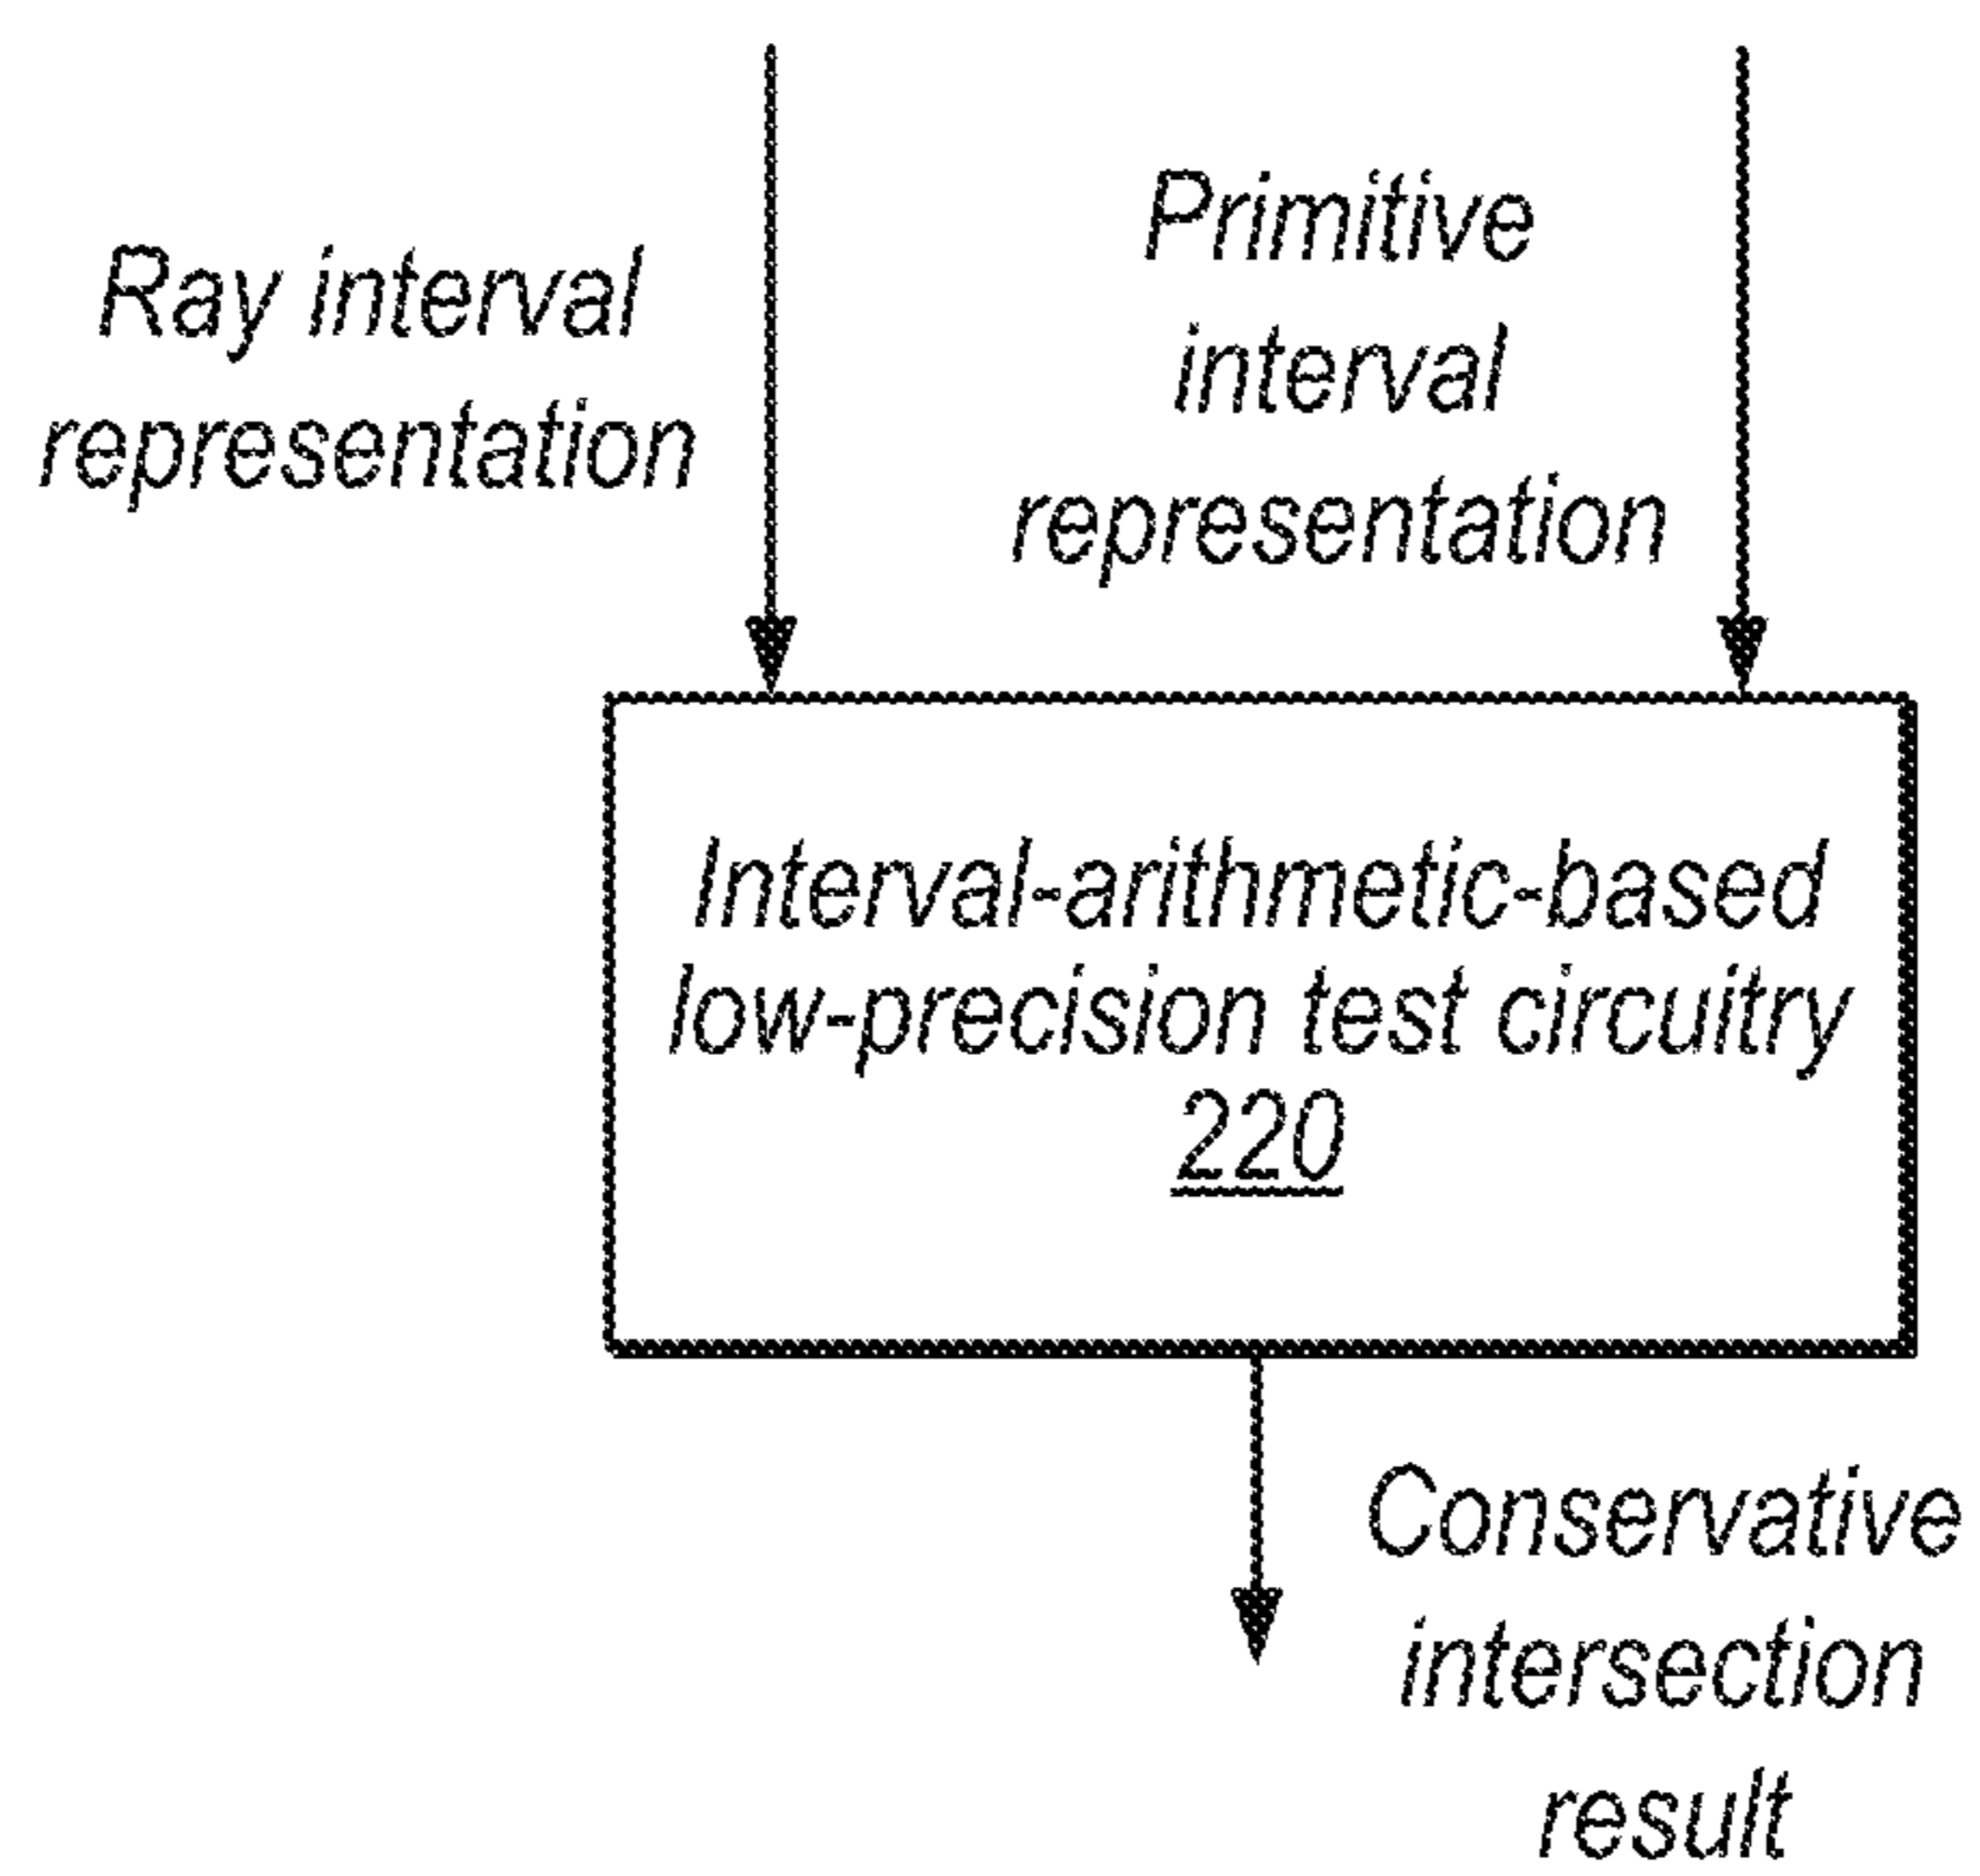 Ray interval
representation
Primitive
interval
representation
Interval-arithmetic-based
low-precision test circuitry
220
Conservative
intersection
result